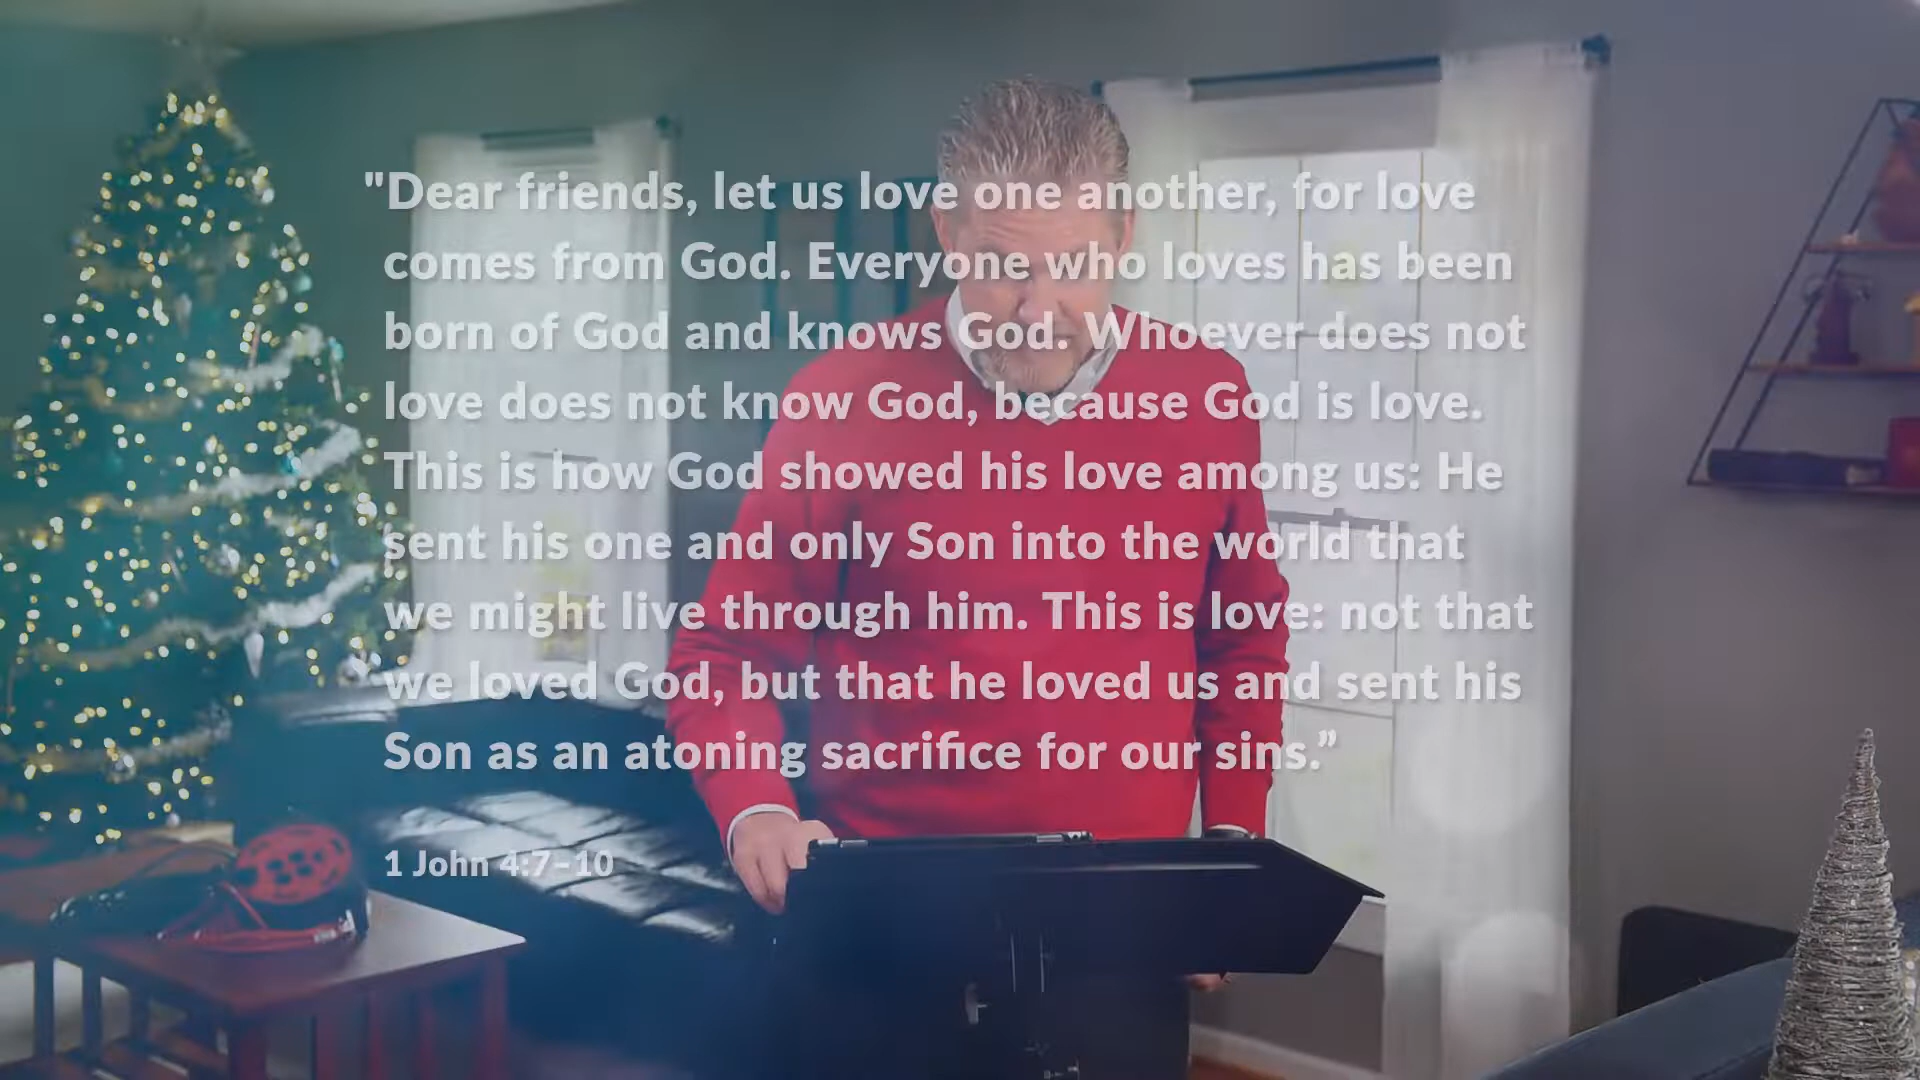 "Dear friends, let us love one another, for love
comes from God. Everyone who loves has been
born of God and knows God. Whoever does not
love does not know God, because God is love.
This is how God showed his love among us: He
sent his one and only Son into the world that
we might live through him. This is love: not that
we loved God, but that he loved us and sent his
Son as an atoning sacrifice for our sins.”
1 John 4:7–10